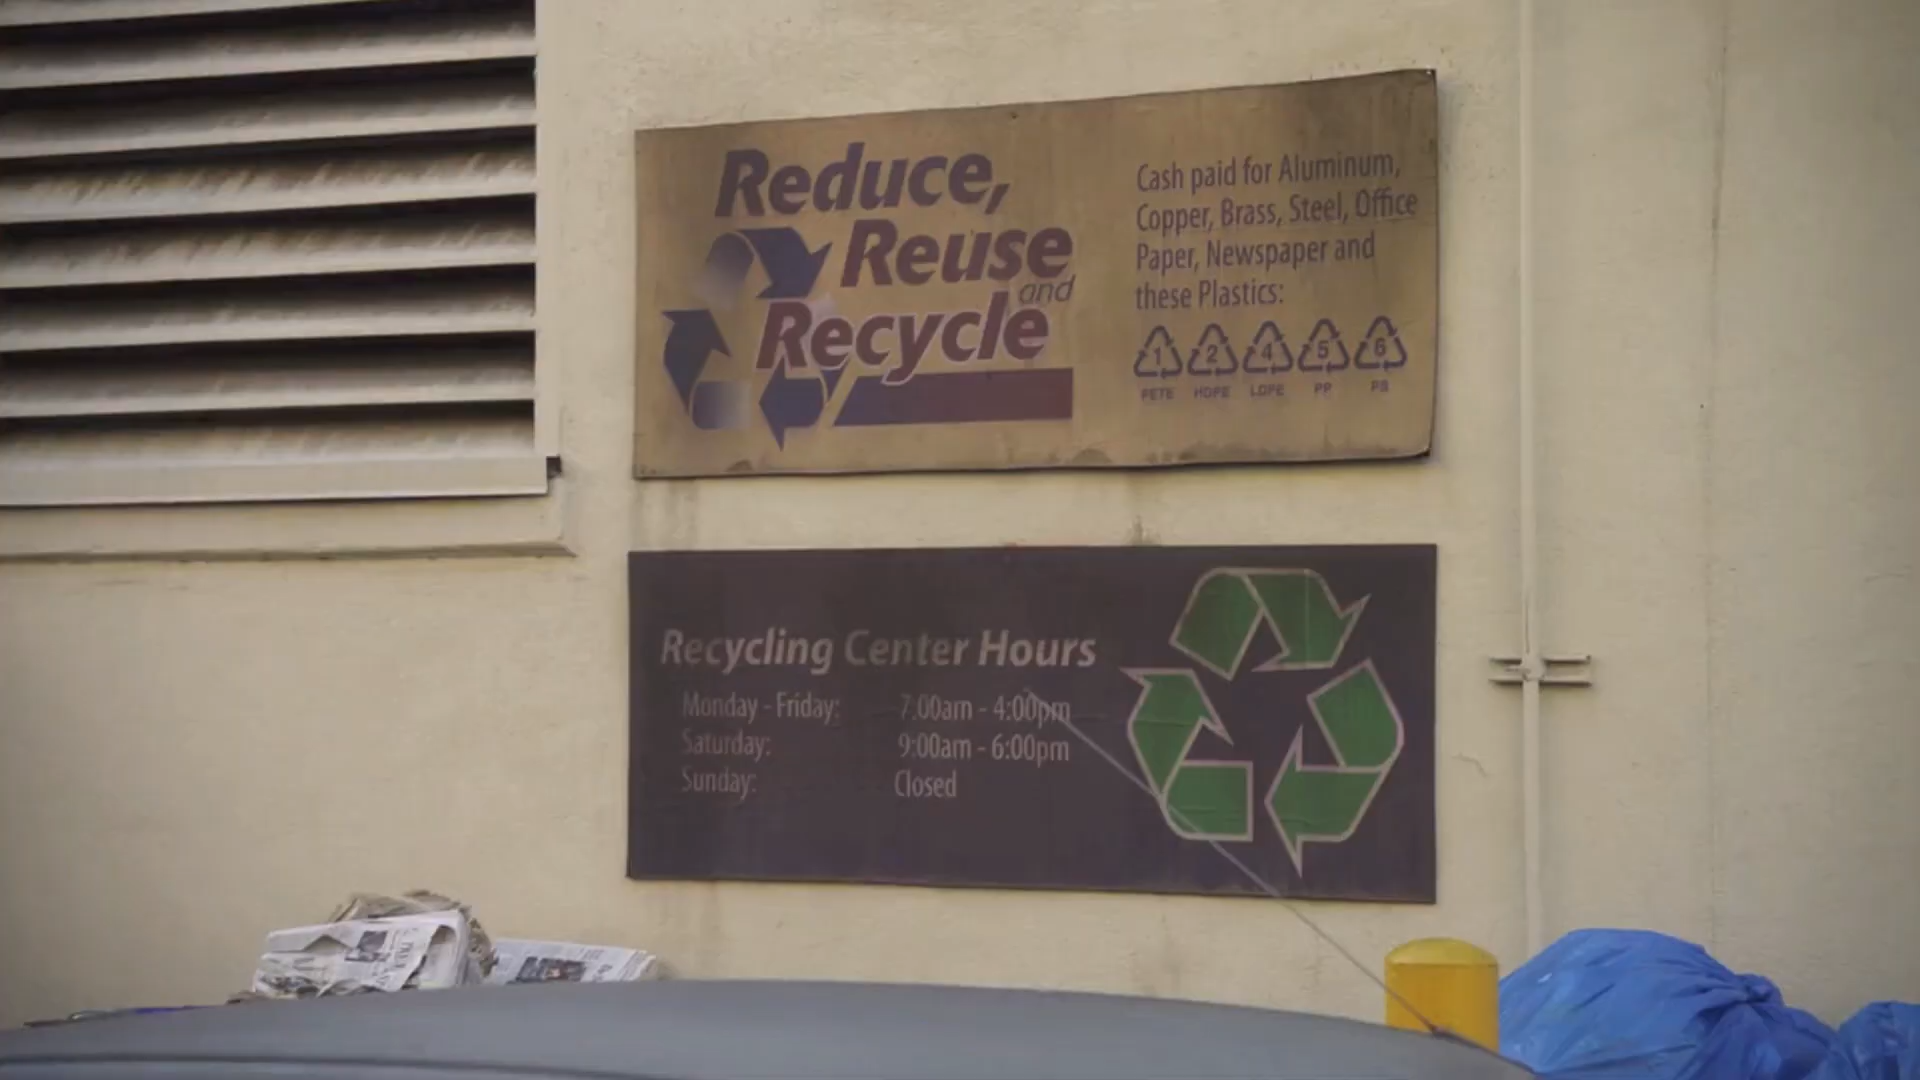 Reduce,
Reuse
and
Recycle
Cash paid for Aluminum,
Copper, Brass, Steel, Office
Paper, Newspaper and
these Plastics:
1 2 4 5 6
PETE HDPE LDPE PP PS
Recycling Center Hours
Monday - Friday: 7:00am - 4:00pm
Saturday: 9:00am - 6:00pm
Sunday: Closed